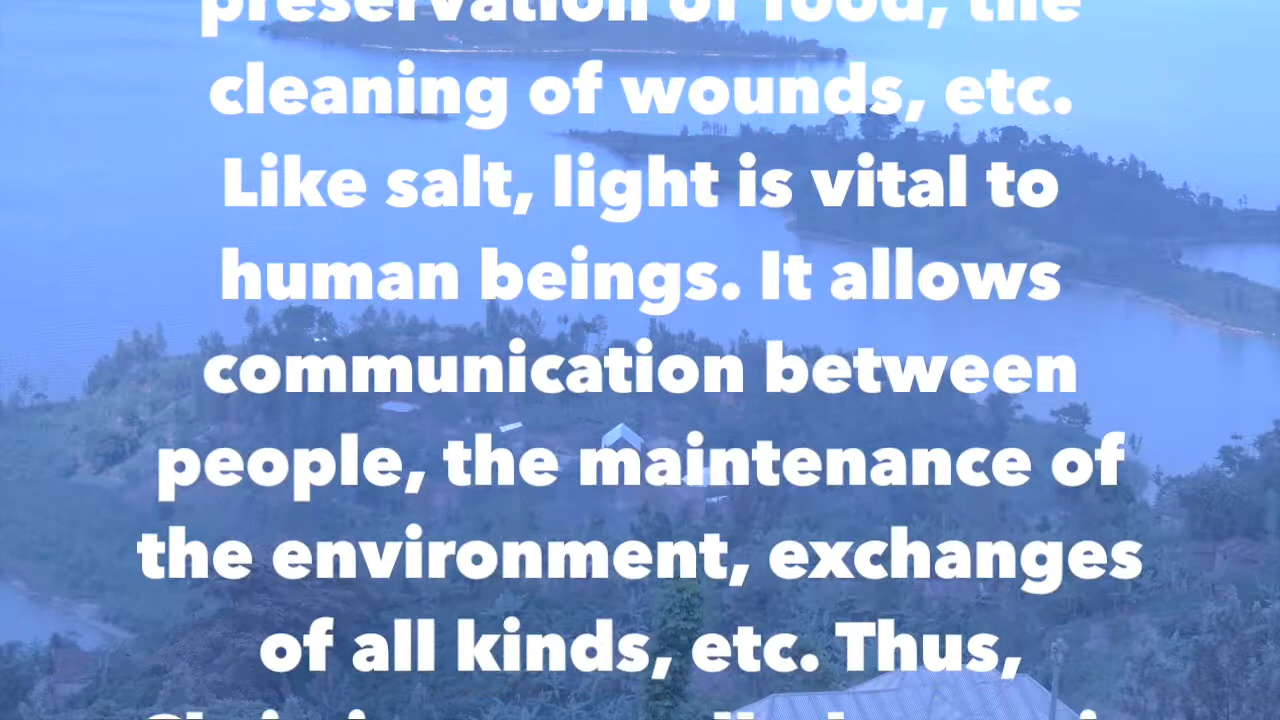 preservation of food, the
cleaning of wounds, etc.
Like salt, light is vital to
human beings. It allows
communication between
people, the maintenance of
the environment, exchanges
of all kinds, etc. Thus,